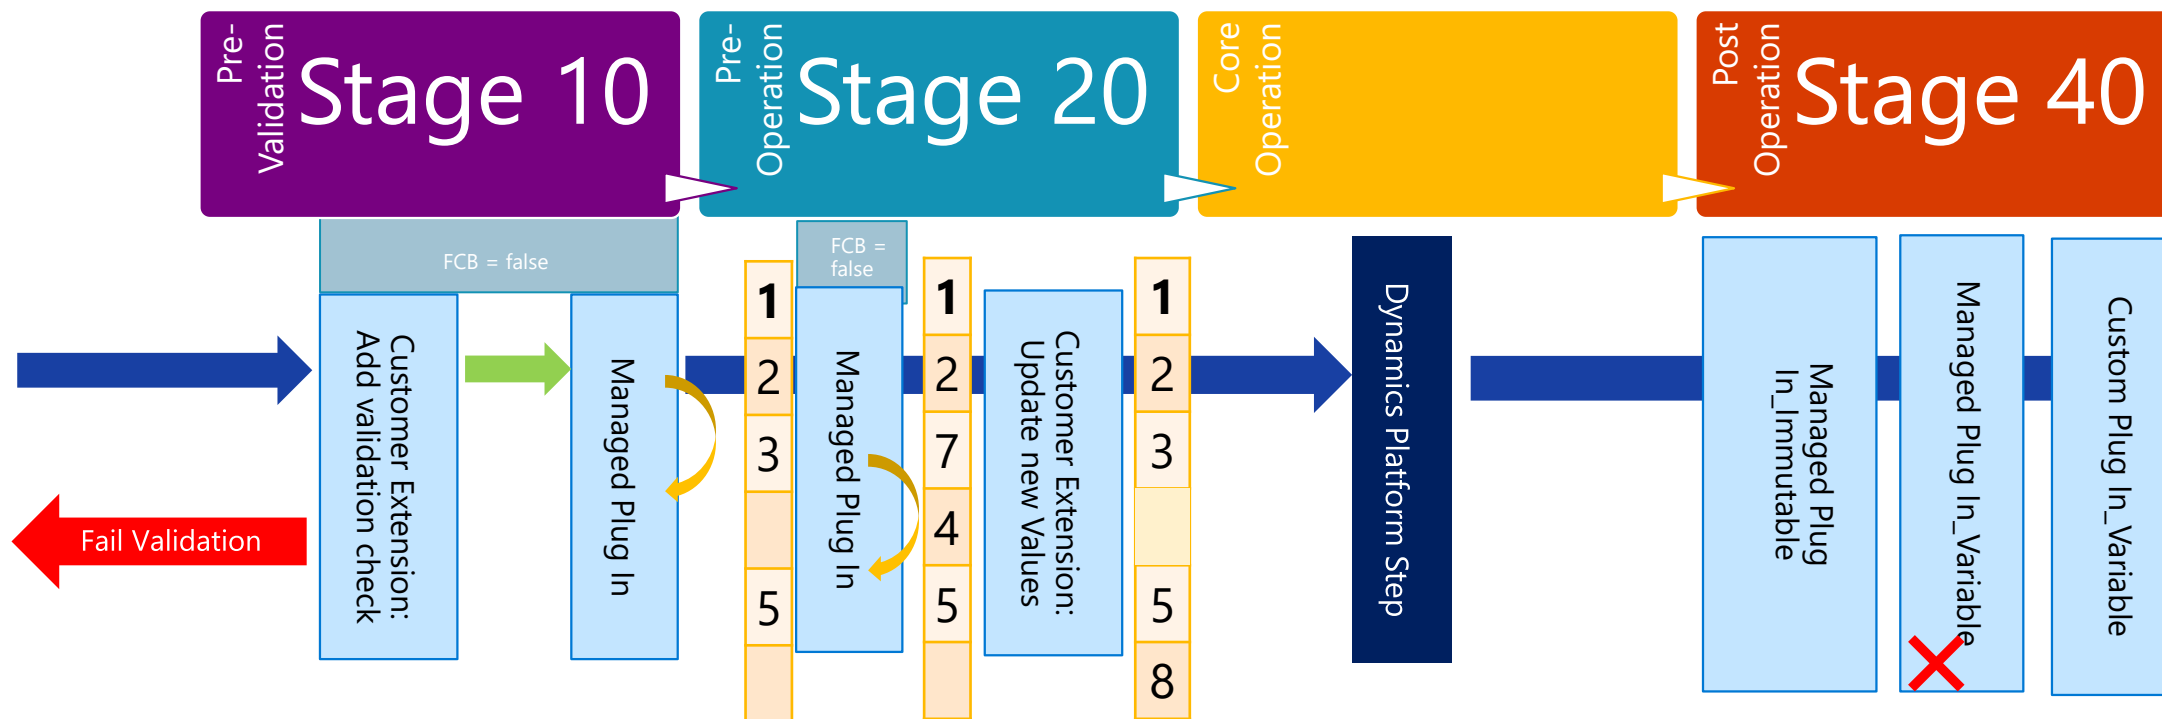 Pre-
Validation
Stage 10
Pre-
Operation
Stage 20
Core
Operation
Post
Operation
Stage 40
FCB = false
FCB =
false
Customer Extension:
Add validation check
Managed Plug In
1
2
3
5
Managed Plug In
1
2
7
4
5
Customer Extension:
Update new Values
1
2
3
5
8
Dynamics Platform Step
Managed Plug
In_Immutable
Managed Plug In_Variable
Custom Plug In_Variable
Fail Validation